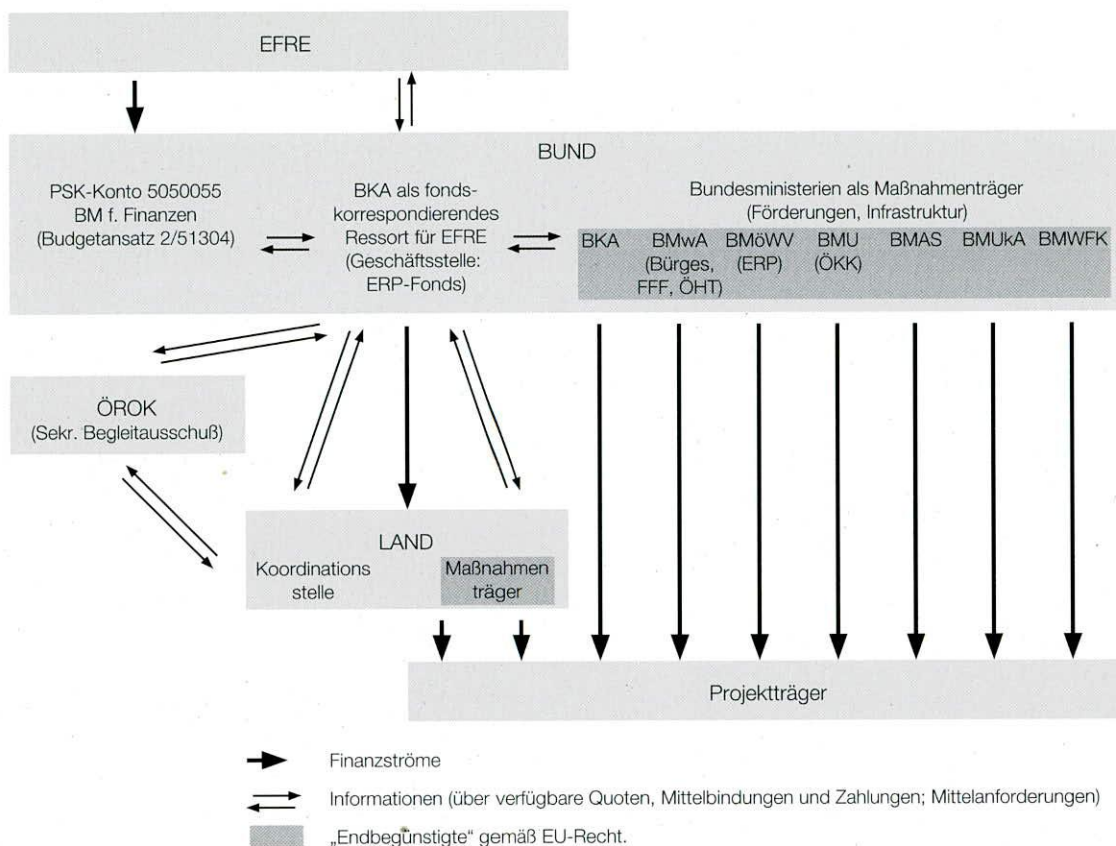 EFRE
BUND
PSK-Konto 5050055
BM f. Finanzen
(Budgetansatz 2/51304)
BKA als fonds-
korrespondierendes
Ressort für EFRE
(Geschäftsstelle:
ERP-Fonds)
Bundesministerien als Maßnahmenträger
(Förderungen, Infrastruktur)
BKA
BMwA
(Bürges,
FFF, ÖHT)
BMöWV
(ERP)
BMU
(ÖKK)
BMAS
BMUkA
BMWFK
ÖROK
(Sekr. Begleitausschuß)
LAND
Koordinations
stelle
Maßnahmen
träger
Projektträger
Finanzströme
Informationen (über verfügbare Quoten, Mittelbindungen und Zahlungen; Mittelanforderungen)
„Endbegünstigte“ gemäß EU-Recht.